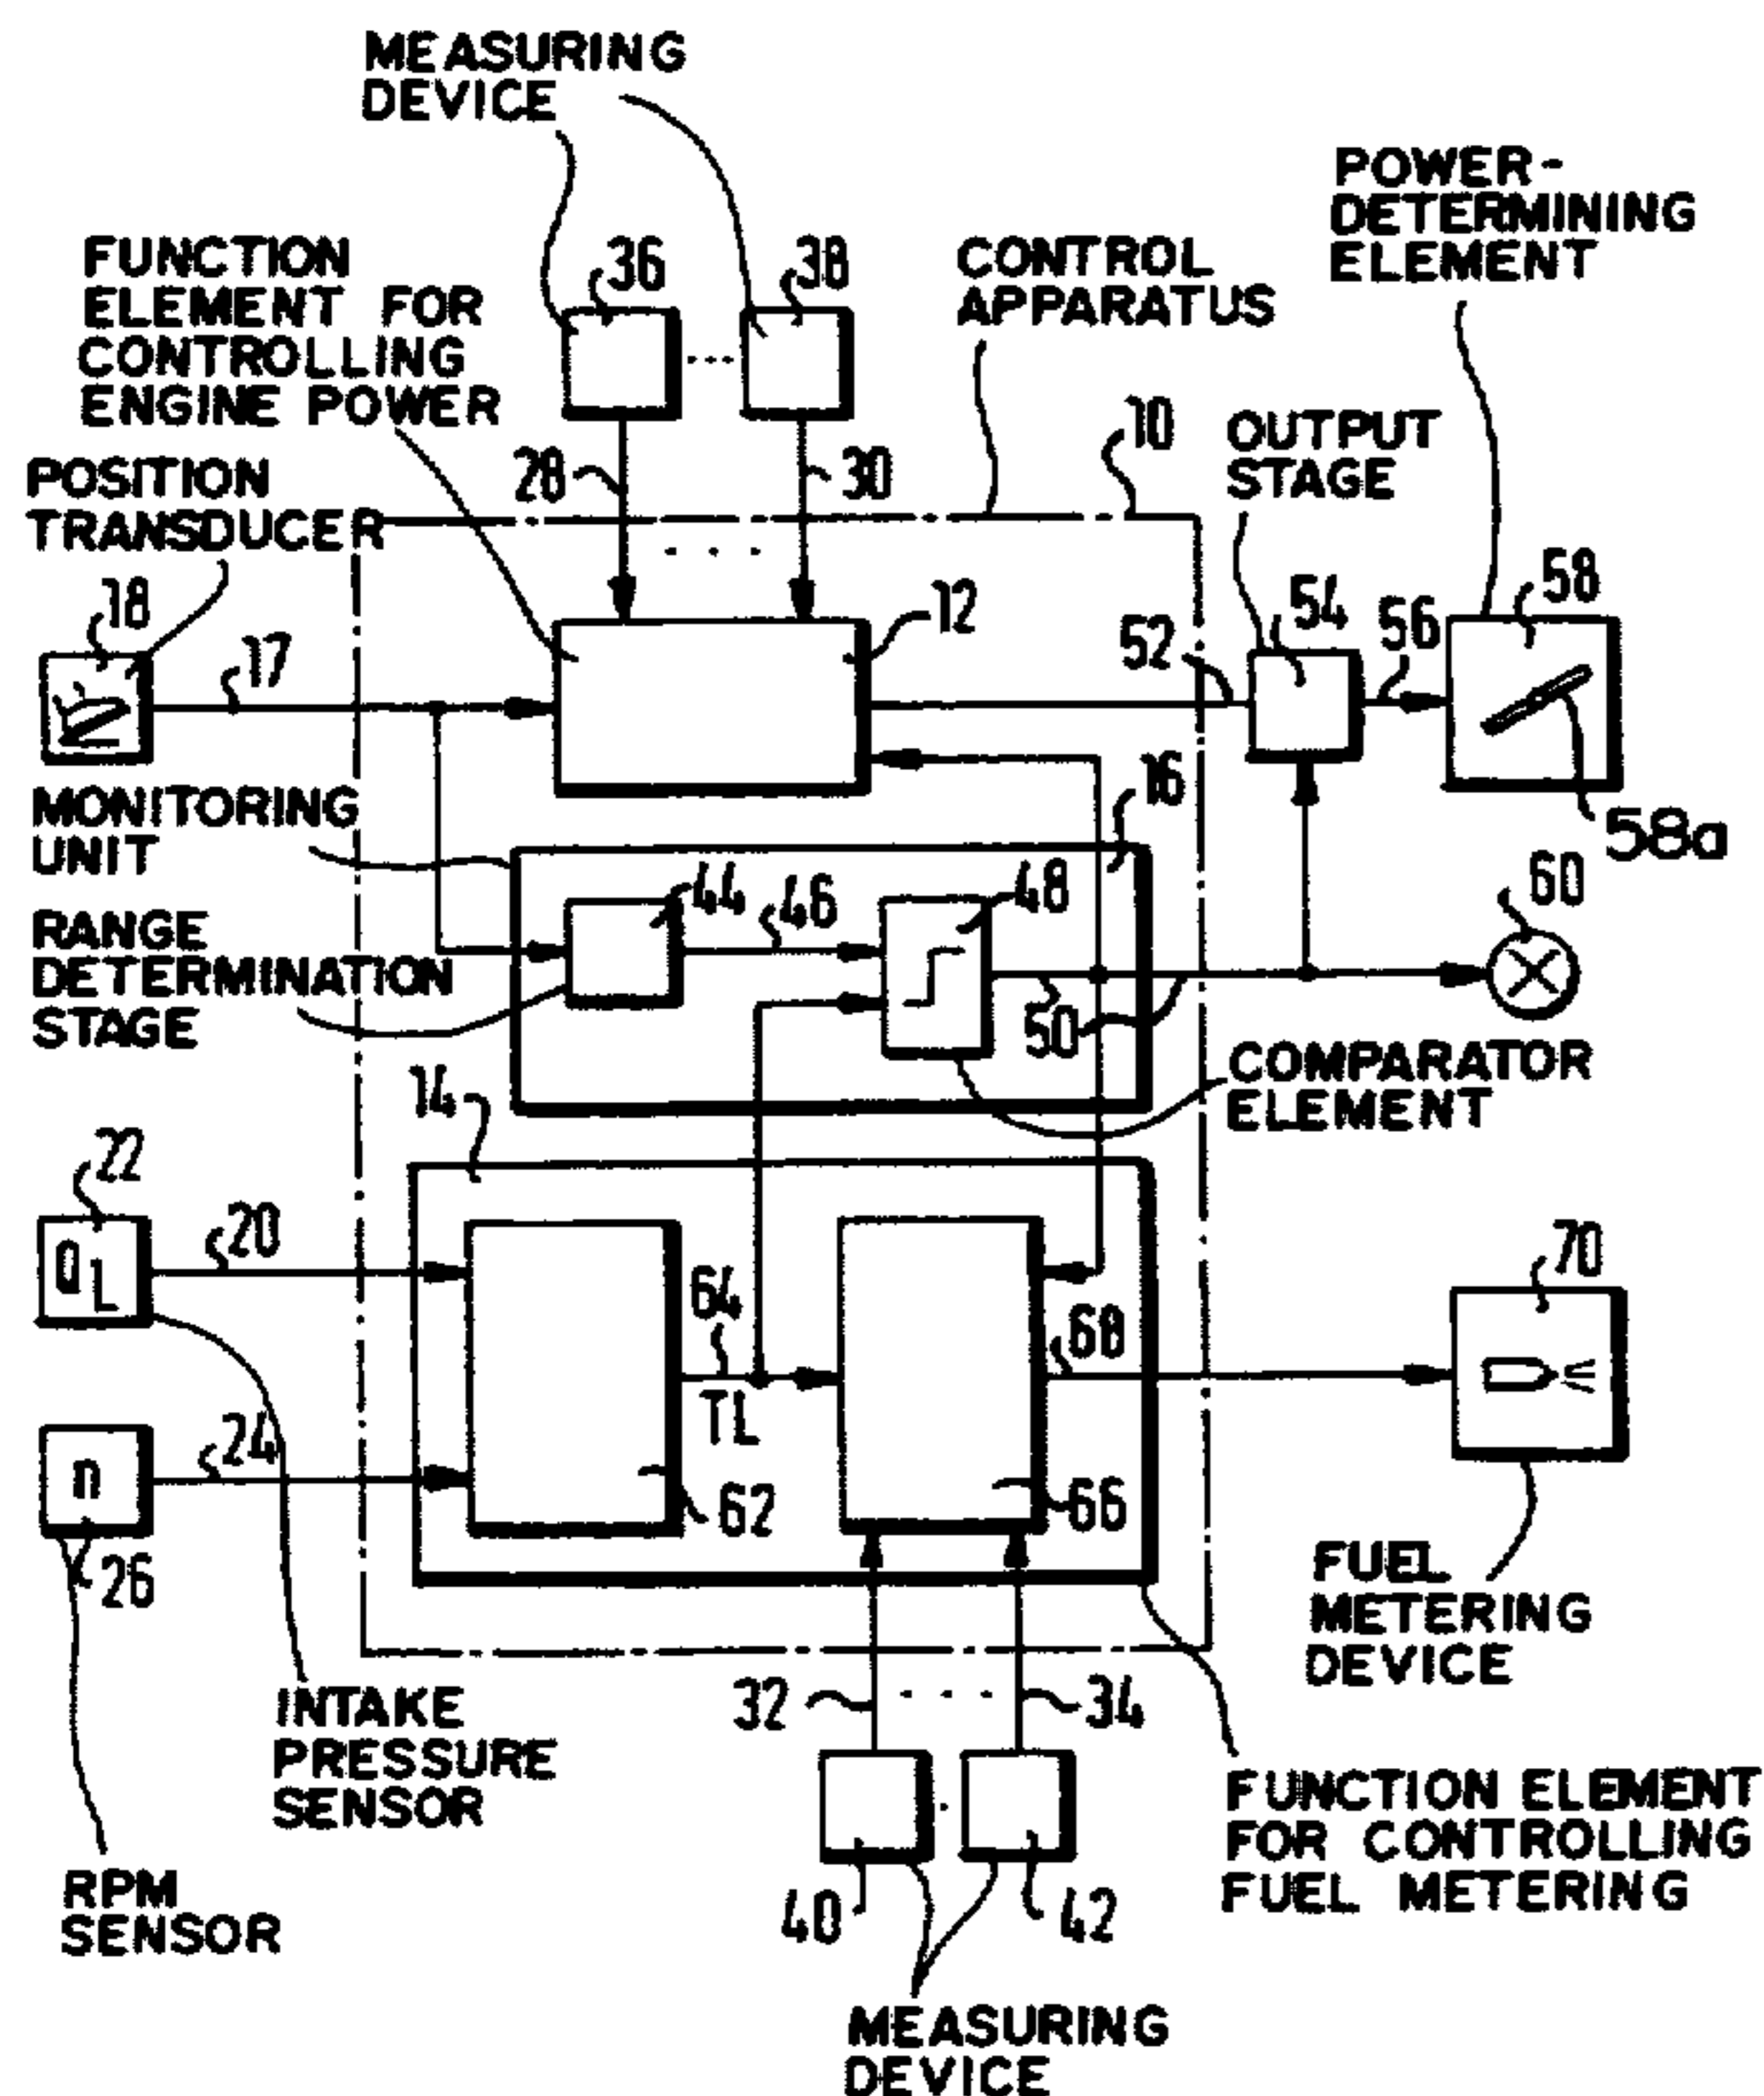 MEASURING
DEVICE
POWER-
DETERMINING
ELEMENT
FUNCTION
ELEMENT FOR
CONTROLLING
ENGINE POWER
36
38
CONTROL
APPARATUS
10
OUTPUT
STAGE
28
30
POSITION
TRANSDUCER
18
17
12
52
54
56
58
58a
16
MONITORING
UNIT
44
46
48
60
RANGE
DETERMINATION
STAGE
50
COMPARATOR
ELEMENT
14
22
QL
20
64
TL
68
70
24
n
26
62
66
FUEL
METERING
DEVICE
32
34
INTAKE
PRESSURE
SENSOR
FUNCTION ELEMENT
FOR CONTROLLING
FUEL METERING
RPM
SENSOR
40
42
MEASURING
DEVICE